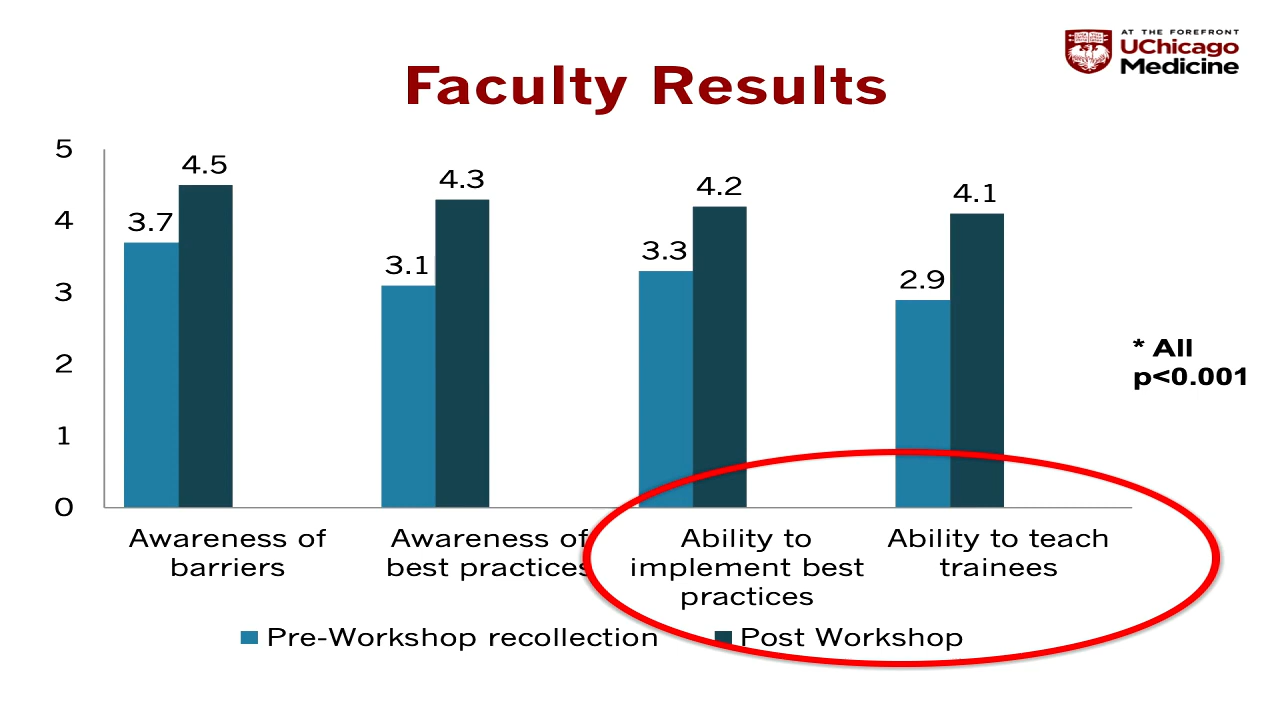 AT THE FOREFRONT
UChicago
Medicine
Faculty Results
5
4
3
2
1
0
3.7
4.5
3.1
4.3
3.3
4.2
2.9
4.1
* All
p<0.001
Awareness of
barriers
Awareness of
best practices
Ability to
implement best
practices
Ability to teach
trainees
Pre-Workshop recollection
Post Workshop